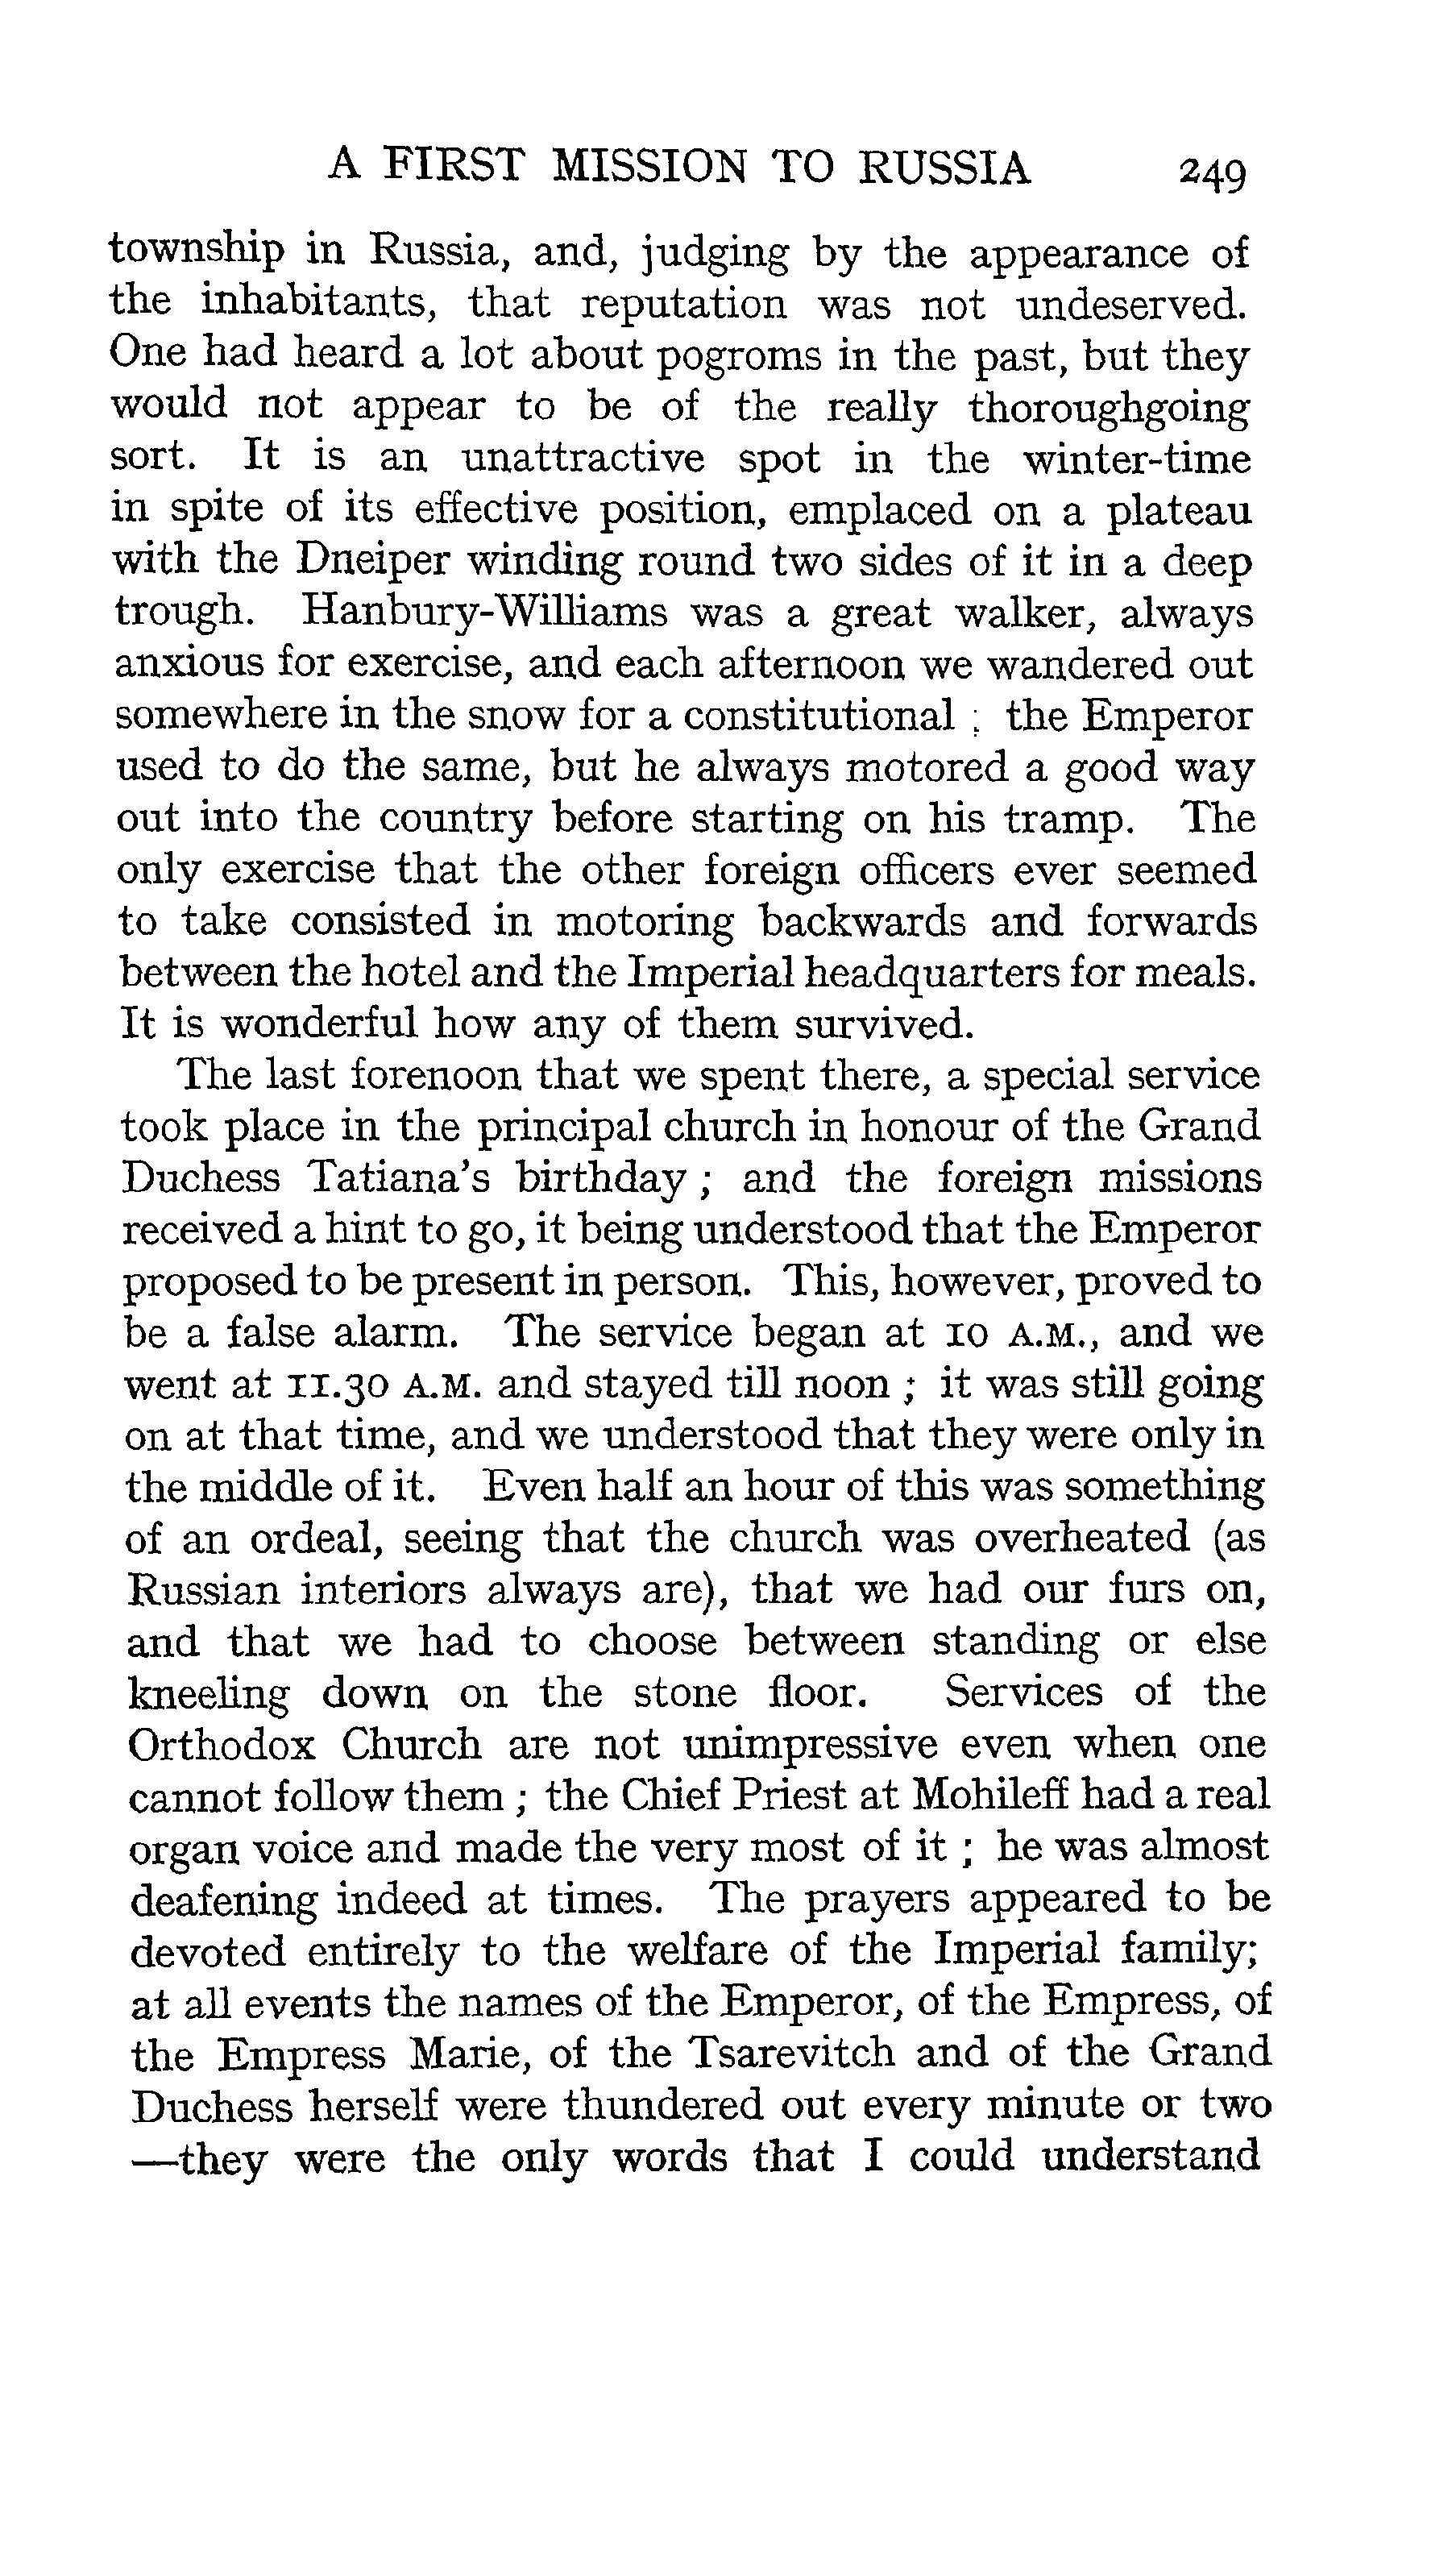 A FIRST MISSION TO RUSSIA 249
township in Russia, and, judging by the appearance of
the inhabitants, that reputation was not undeserved.
One had heard a lot about pogroms in the past, but they
would not appear to be of the really thoroughgoing
sort. It is an unattractive spot in the winter-time
in spite of its effective position, emplaced on a plateau
with the Dneiper winding round two sides of it in a deep
trough. Hanbury-Williams was a great walker, always
anxious for exercise, and each afternoon we wandered out
somewhere in the snow for a constitutional ; the Emperor
used to do the same, but he always motored a good way
out into the country before starting on his tramp. The
only exercise that the other foreign officers ever seemed
to take consisted in motoring backwards and forwards
between the hotel and the Imperial headquarters for meals.
It is wonderful how any of them survived.
The last forenoon that we spent there, a special service
took place in the principal church in honour of the Grand
Duchess Tatiana's birthday ; and the foreign missions
received a hint to go, it being understood that the Emperor
proposed to be present in person. This, however, proved to
be a false alarm. The service began at 10 A.M., and we
went at 11.30 A.M. and stayed till noon ; it was still going
on at that time, and we understood that they were only in
the middle of it. Even half an hour of this was something
of an ordeal, seeing that the church was overheated (as
Russian interiors always are), that we had our furs on,
and that we had to choose between standing or else
kneeling down on the stone floor. Services of the
Orthodox Church are not unimpressive even when one
cannot follow them ; the Chief Priest at Mohileff had a real
organ voice and made the very most of it ; he was almost
deafening indeed at times. The prayers appeared to be
devoted entirely to the welfare of the Imperial family;
at all events the names of the Emperor, of the Empress, of
the Empress Marie, of the Tsarevitch and of the Grand
Duchess herself were thundered out every minute or two
—they were the only words that I could understand